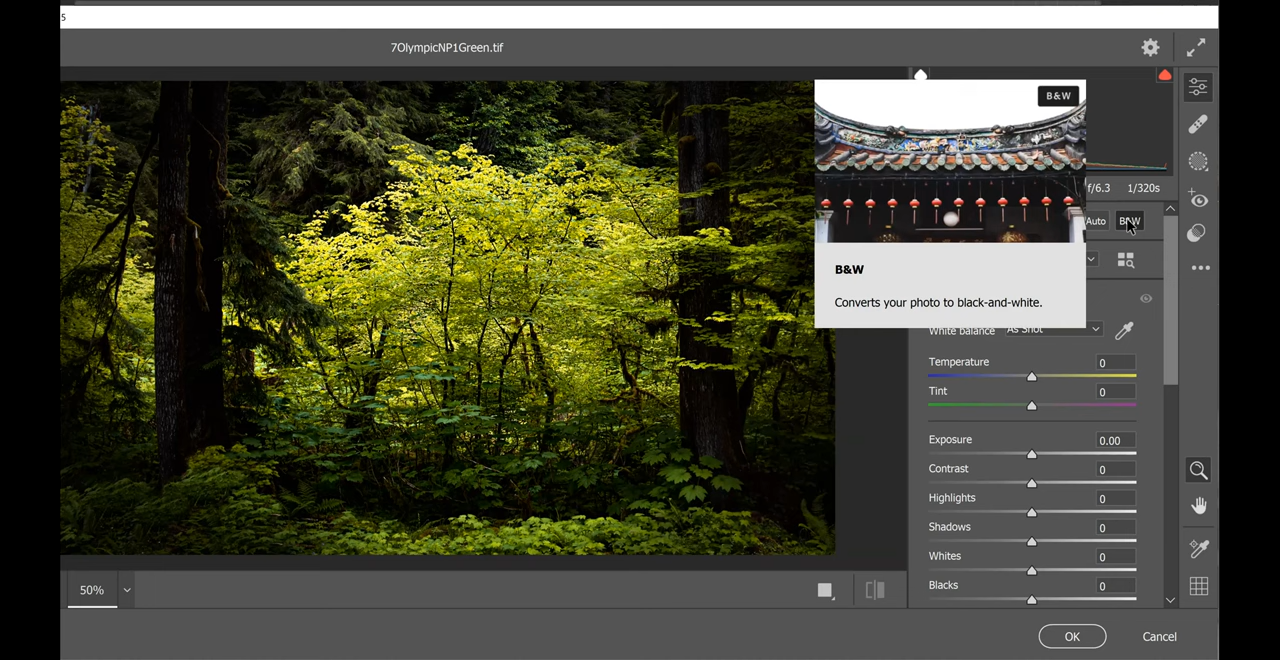 5
7OlympicNP1Green.tif
B&W
f/6.3 1/320s
Auto B&W
B&W
Converts your photo to black-and-white.
White balance As Shot
Temperature 0
Tint 0
Exposure 0.00
Contrast 0
Highlights 0
Shadows 0
Whites 0
Blacks 0
50%
OK Cancel